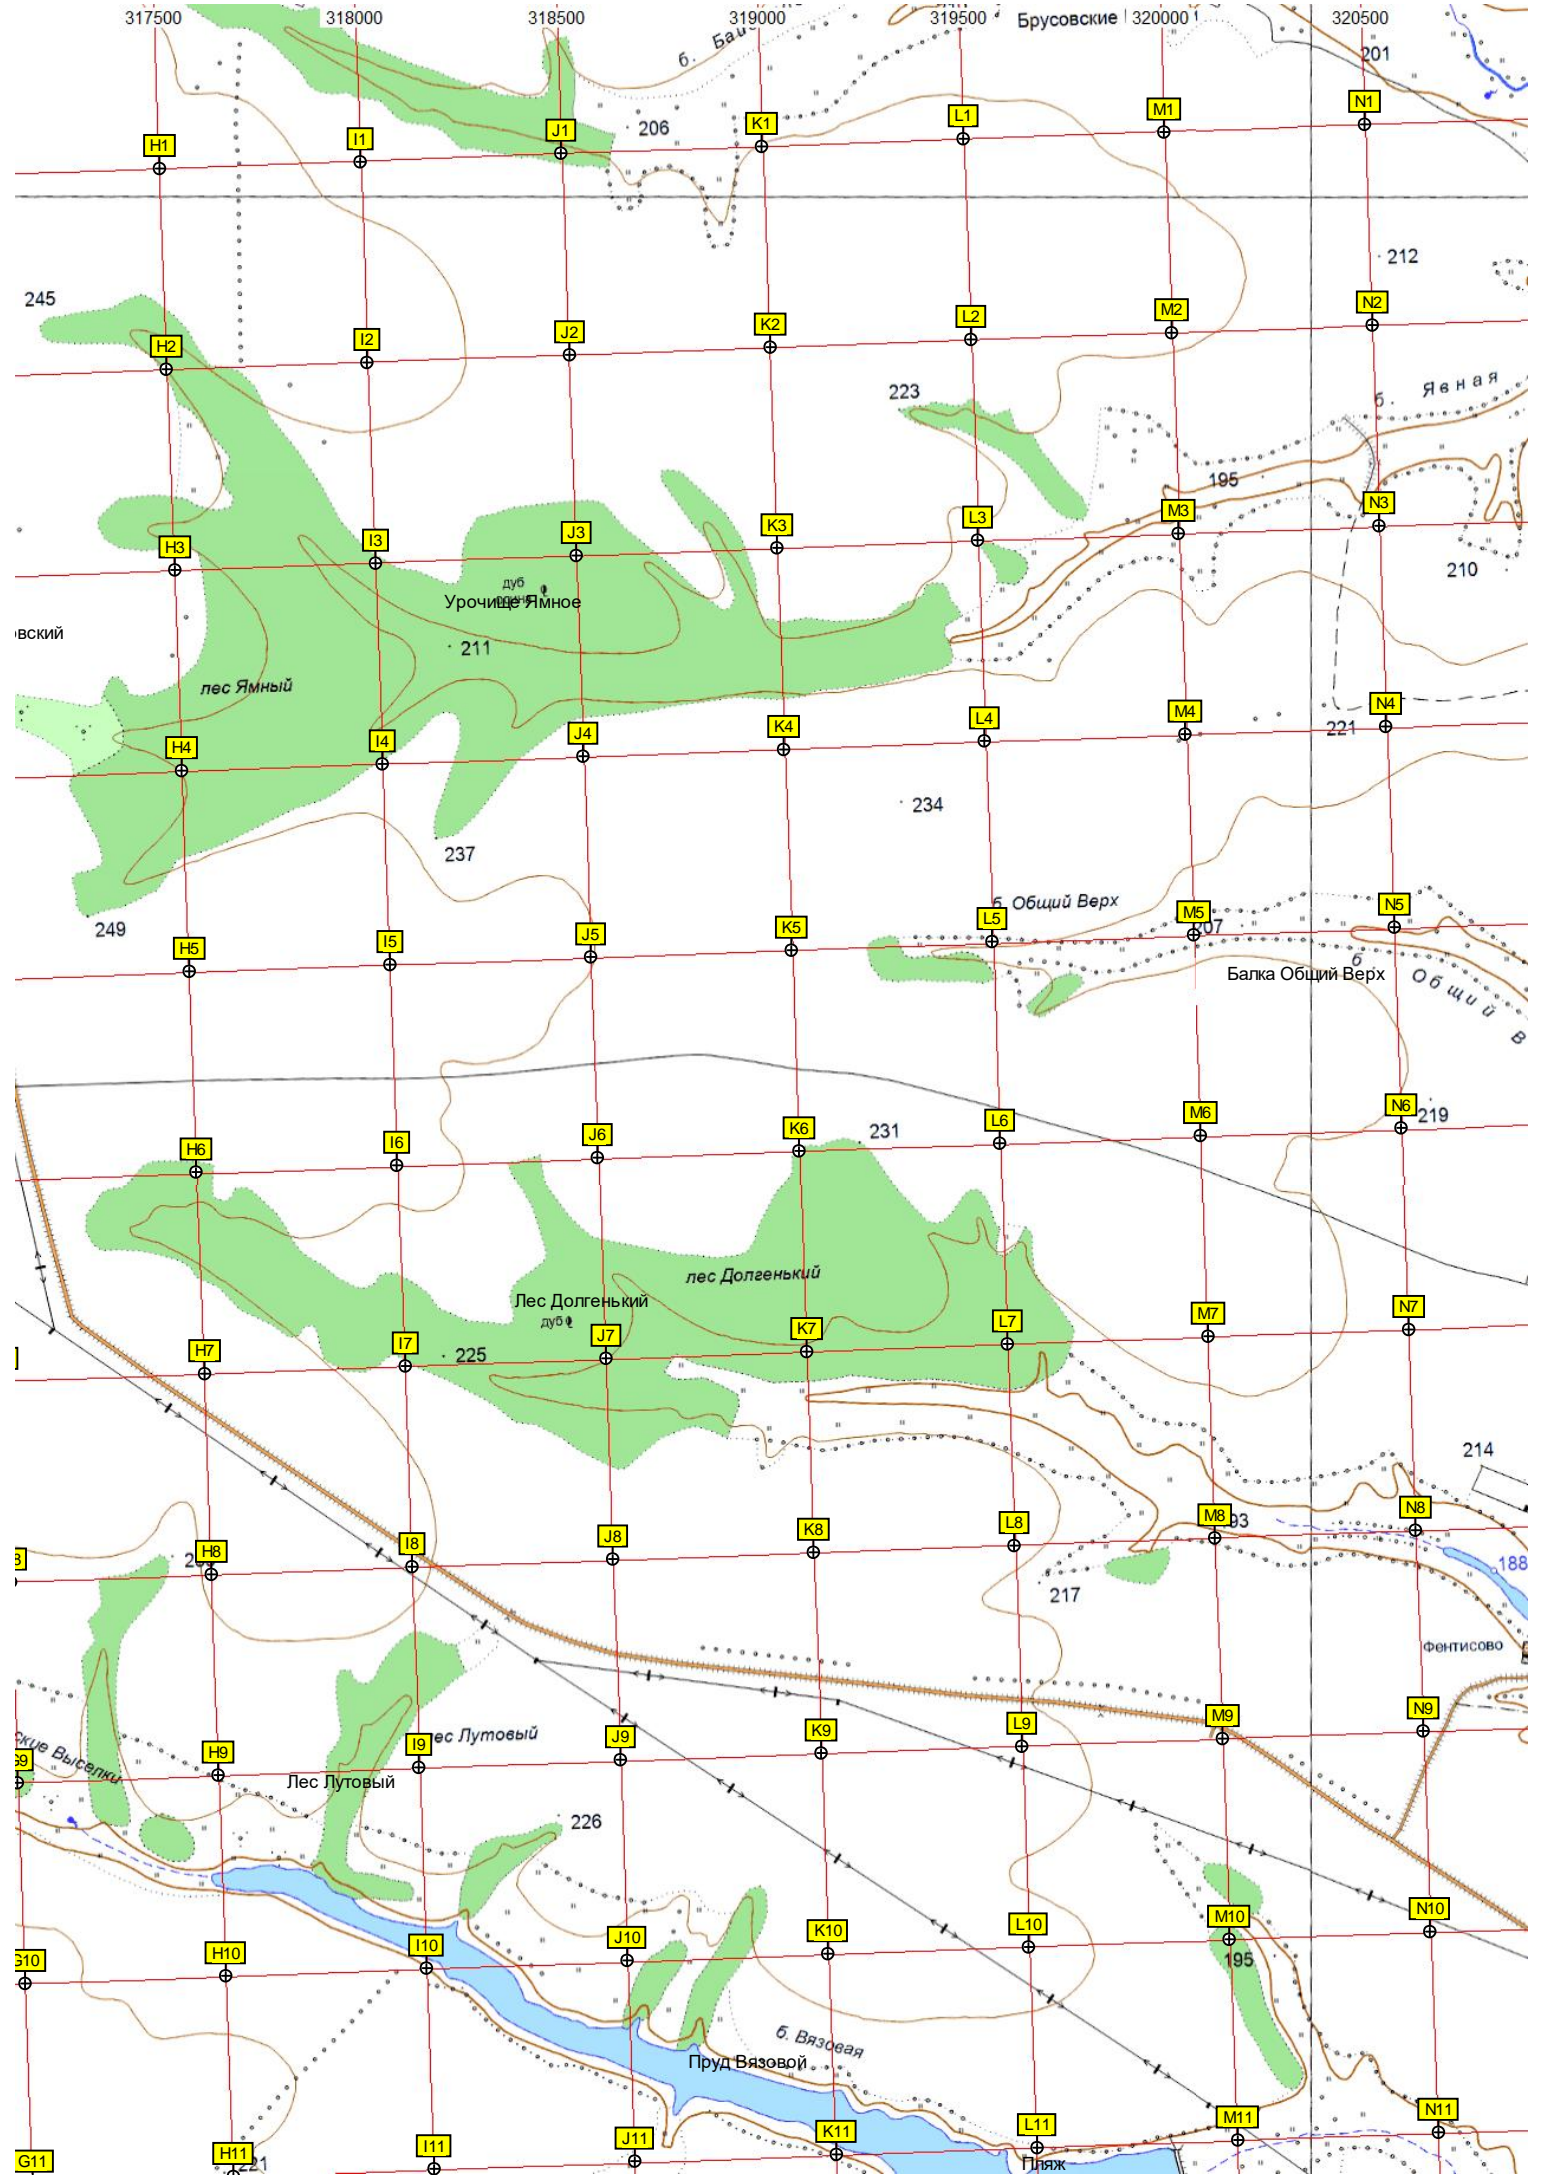 317500 318000 318500 319000 319500 Брусовские 320000 320500
201
206
H1 I1 J1 K1 L1 M1 N1
212
245
H2 I2 J2 K2 L2 M2 N2
223
б. Явная
195
H3 I3 J3 K3 L3 M3 N3
210
дуб
Урочище Ямное
211
лес Ямный
H4 I4 J4 K4 L4 M4 N4
221
234
237
249
б. Общий Верх
H5 I5 J5 K5 L5 M5 N5
Балка Общий Верх
б
Общий В
H6 I6 J6 K6 L6 M6 N6
231
219
лес Долгенький
Лес Долгенький
дуб
225
H7 I7 J7 K7 L7 M7 N7
214
H8 I8 J8 K8 L8 M8 N8
188
217
Фентисово
лес Лутовый
H9 I9 J9 K9 L9 M9 N9
Лес Лутовый
226
G10 H10 I10 J10 K10 L10 M10 N10
195
б. Вязовая
Пруд Вязовой
G11 H11 I11 J11 K11 L11 M11 N11
Пляж